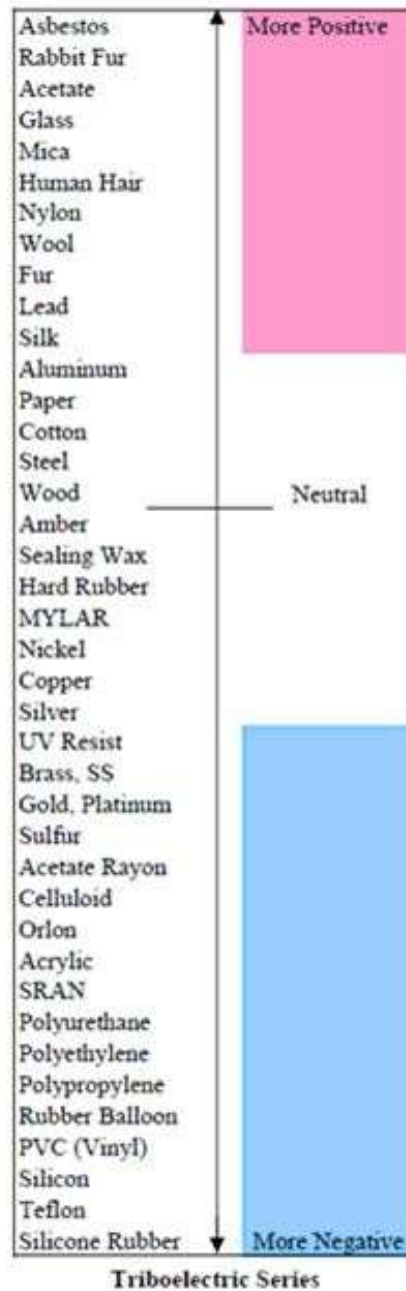 Asbestos
More Positive
Rabbit Fur
Acetate
Glass
Mica
Human Hair
Nylon
Wool
Fur
Lead
Silk
Aluminum
Paper
Cotton
Steel
Wood
Neutral
Amber
Sealing Wax
Hard Rubber
MYLAR
Nickel
Copper
Silver
UV Resist
Brass, SS
Gold, Platinum
Sulfur
Acetate Rayon
Celluloid
Orlon
Acrylic
SRAN
Polyurethane
Polyethylene
Polypropylene
Rubber Balloon
PVC (Vinyl)
Silicon
Teflon
Silicone Rubber
More Negative
Triboelectric Series